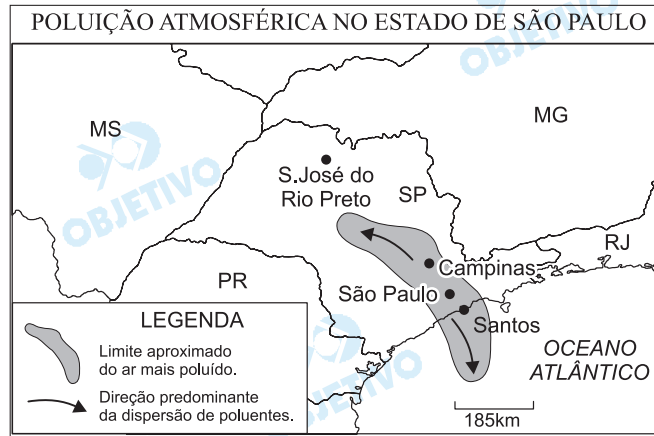 POLUIÇÃO ATMOSFÉRICA NO ESTADO DE SÃO PAULO
OBJETIVO
MS
MG
OBJETIVO
S.José do
Rio Preto
SP
RJ
Campinas
PR
São Paulo
Santos
LEGENDA
Limite aproximado
do ar mais poluído.
Direção predominante
da dispersão de poluentes.
OBJETIVO
OCEANO
ATLÂNTICO
185km